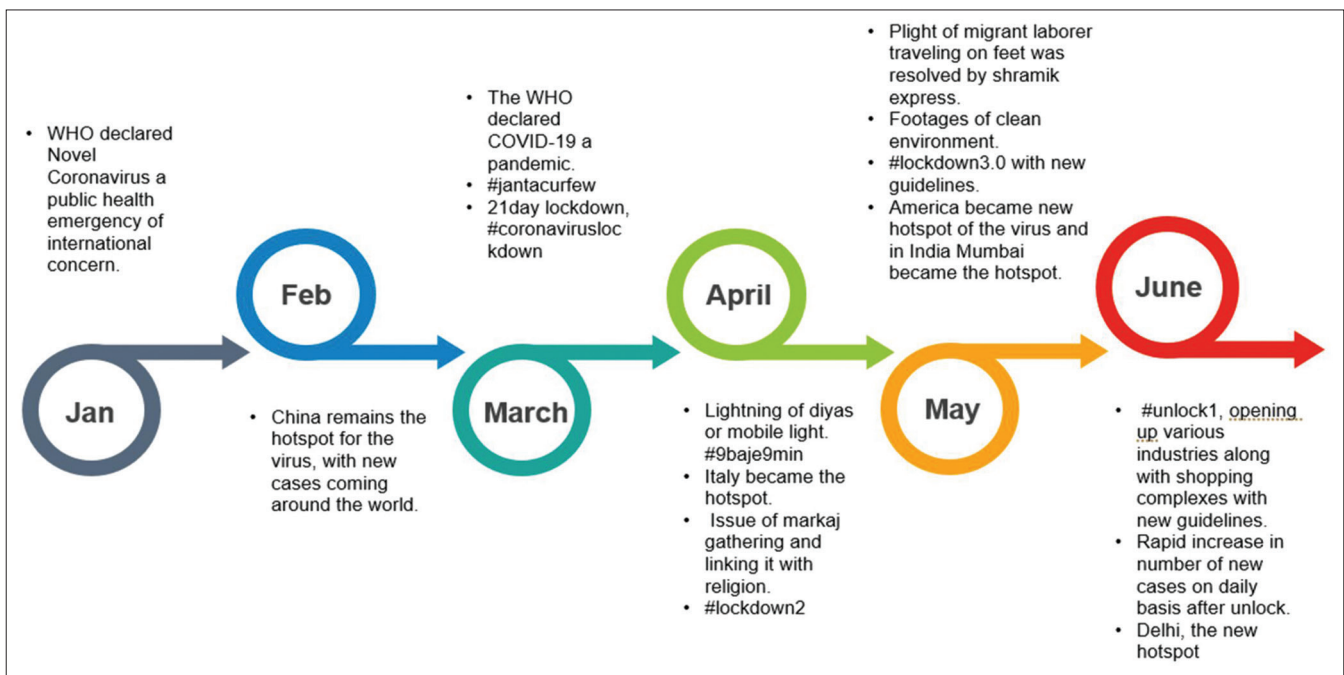 Jan
• WHO declared
Novel
Coronavirus a
public health
emergency of
international
concern.
Feb
• China remains the
hotspot for the
virus, with new
cases coming
around the world.
March
• The WHO
declared
COVID-19 a
pandemic.
• #jantacurfew
• 21day lockdown,
#coronavirusloc
kdown
April
• Lightning of diyas
or mobile light.
#9baje9min
• Italy became the
hotspot.
• Issue of markaj
gathering and
linking it with
religion.
• #lockdown2
May
• Plight of migrant laborer
traveling on feet was
resolved by shramik
express.
• Footages of clean
environment.
• #lockdown3.0 with new
guidelines.
• America became new
hotspot of the virus and
in India Mumbai
became the hotspot.
June
• #unlock1, opening
up various
industries along
with shopping
complexes with
new guidelines.
• Rapid increase in
number of new
cases on daily
basis after unlock.
• Delhi, the new
hotspot